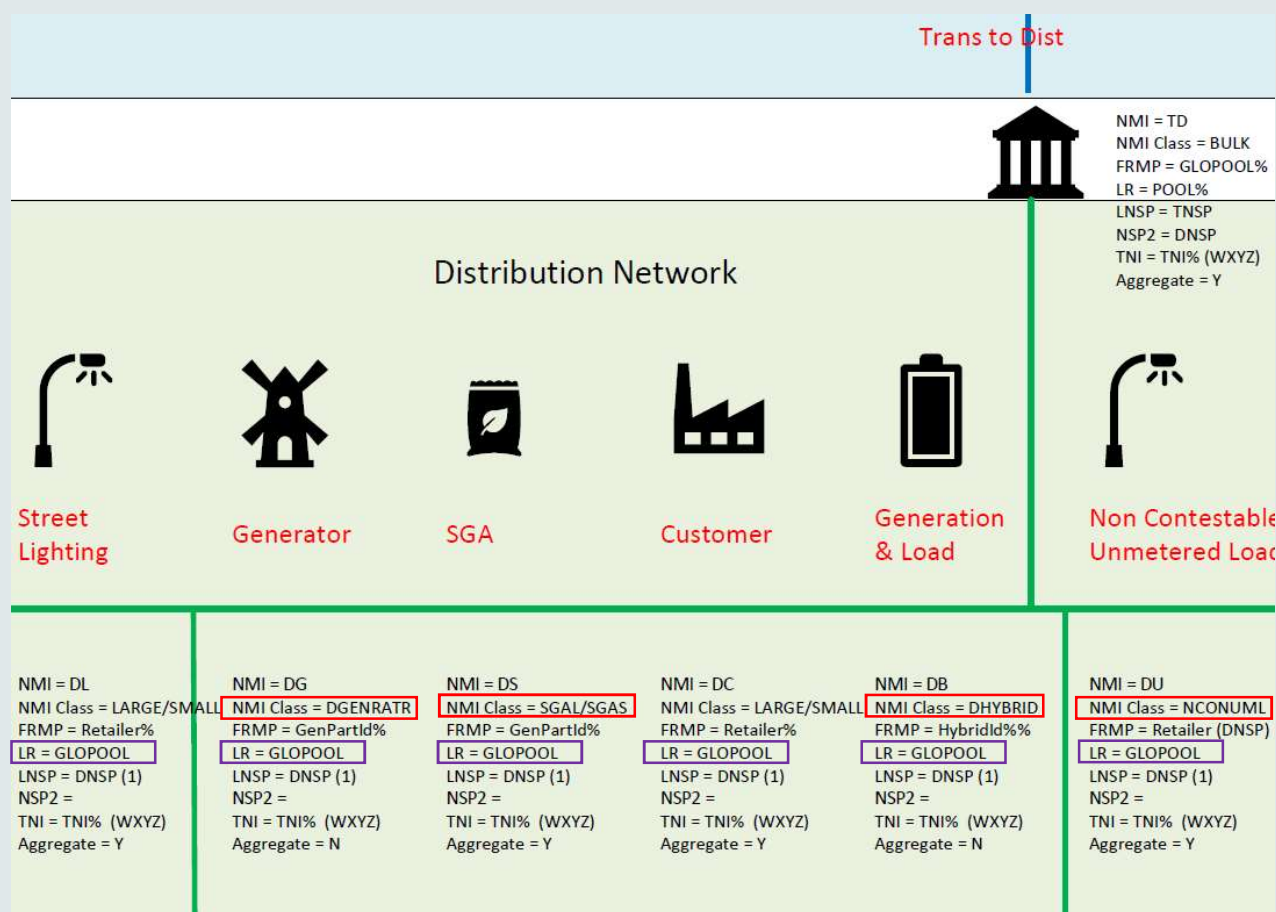 Trans to Dist
NMI = TD
NMI Class = BULK
FRMP = GLOPOOL%
LR = POOL%
LNSP = TNSP
NSP2 = DNSP
TNI = TNI% (WXYZ)
Aggregate = Y
Distribution Network
Street
Lighting
Generator
SGA
Customer
Generation
& Load
Non Contestable
Unmetered Load
NMI = DL
NMI Class = LARGE/SMALL
FRMP = Retailer%
LR = GLOPOOL
LNSP = DNSP (1)
NSP2 =
TNI = TNI% (WXYZ)
Aggregate = Y
NMI = DG
NMI Class = DGENRATR
FRMP = GenPartId%
LR = GLOPOOL
LNSP = DNSP (1)
NSP2 =
TNI = TNI% (WXYZ)
Aggregate = N
NMI = DS
NMI Class = SGAL/SGAS
FRMP = GenPartId%
LR = GLOPOOL
LNSP = DNSP (1)
NSP2 =
TNI = TNI% (WXYZ)
Aggregate = Y
NMI = DC
NMI Class = LARGE/SMALL
FRMP = Retailer%
LR = GLOPOOL
LNSP = DNSP (1)
NSP2 =
TNI = TNI% (WXYZ)
Aggregate = Y
NMI = DB
NMI Class = DHYBRID
FRMP = HybridId%%
LR = GLOPOOL
LNSP = DNSP (1)
NSP2 =
TNI = TNI% (WXYZ)
Aggregate = N
NMI = DU
NMI Class = NCONUML
FRMP = Retailer (DNSP)
LR = GLOPOOL
LNSP = DNSP (1)
NSP2 =
TNI = TNI% (WXYZ)
Aggregate = Y